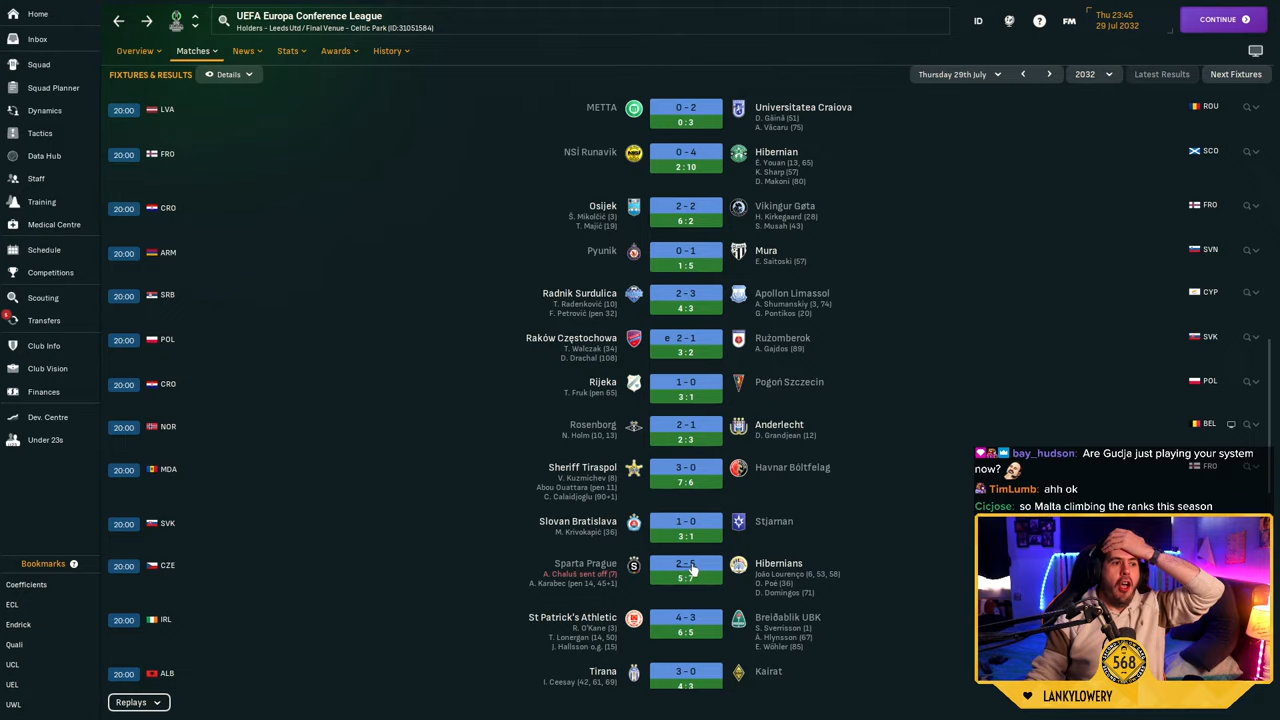 Home
UEFA Europa Conference League
Holders - Leeds Utd / Final Venue - Celtic Park (ID:31051584)
ID
FM
Thu 23:45
29 Jul 2032
CONTINUE
Inbox
Overview
Matches
News
Stats
Awards
History
Squad
FIXTURES & RESULTS
Details
Thursday 29th July
2032
Latest Results
Next Fixtures
Squad Planner
Dynamics
Tactics
Data Hub
Staff
Training
Medical Centre
Schedule
Competitions
Scouting
6
Transfers
Club Info
Club Vision
Finances
Dev. Centre
Under 23s
20:00 LVA METTA 0 - 2 Universitatea Craiova ROU
0 : 3 D. Găină (51)
A. Văcaru (75)
20:00 FRO NSÍ Runavík 0 - 4 Hibernian SCO
2 : 10 É. Youan (13, 65)
K. Sharp (57)
D. Makoni (80)
20:00 CRO Osijek 2 - 2 Víkingur Gøta FRO
Š. Mikolčić (3) 6 : 2 H. Kirkegaard (28)
T. Majić (19) S. Musah (43)
20:00 ARM Pyunik 0 - 1 Mura SVN
1 : 5 E. Saitoski (57)
20:00 SRB Radnik Surdulica 2 - 3 Apollon Limassol CYP
T. Radenković (10) 4 : 3 A. Shumanskiy (3, 74)
F. Petrović (pen 32) G. Pontikos (20)
20:00 POL Raków Częstochowa e 2 - 1 Ružomberok SVK
T. Walczak (34) 3 : 2 A. Gajdos (89)
D. Drachal (108)
20:00 CRO Rijeka 1 - 0 Pogoń Szczecin POL
T. Fruk (pen 65) 3 : 1
20:00 NOR Rosenborg 2 - 1 Anderlecht BEL
N. Holm (10, 13) 2 : 3 D. Grandjean (12)
20:00 MDA Sheriff Tiraspol 3 - 0 Havnar Bóltfelag FRO
V. Kuzmichev (8) 7 : 6
Abou Ouattara (pen 11)
C. Calaidjoglu (90+1)
20:00 SVK Slovan Bratislava 1 - 0 Stjarnan
M. Krivokapić (36) 3 : 1
20:00 CZE Sparta Prague 2 - 5 Hibernians
A. Chaluš sent off (7) 5 : 7 João Lourenço (6, 53, 58)
A. Karabec (pen 14, 45+1) O. Poé (36)
D. Domingos (71)
20:00 IRL St Patrick's Athletic 4 - 3 Breiðablik UBK
R. O'Kane (3) 6 : 5 S. Sverrisson (1)
T. Lonergan (14, 50) Á. Hlynsson (67)
J. Hallsson o.g. (15) E. Wöhler (85)
20:00 ALB Tirana 3 - 0 Kairat
I. Ceesay (42, 61, 69) 4 : 3
Bookmarks ?
Coefficients
ECL
Endrick
Quali
UCL
UEL
UWL
Replays
bay_hudson: Are Gudja just playing your system
now?
TimLumb: ahh ok
Cicjose: so Malta climbing the ranks this season
568
LANKYLOWERY